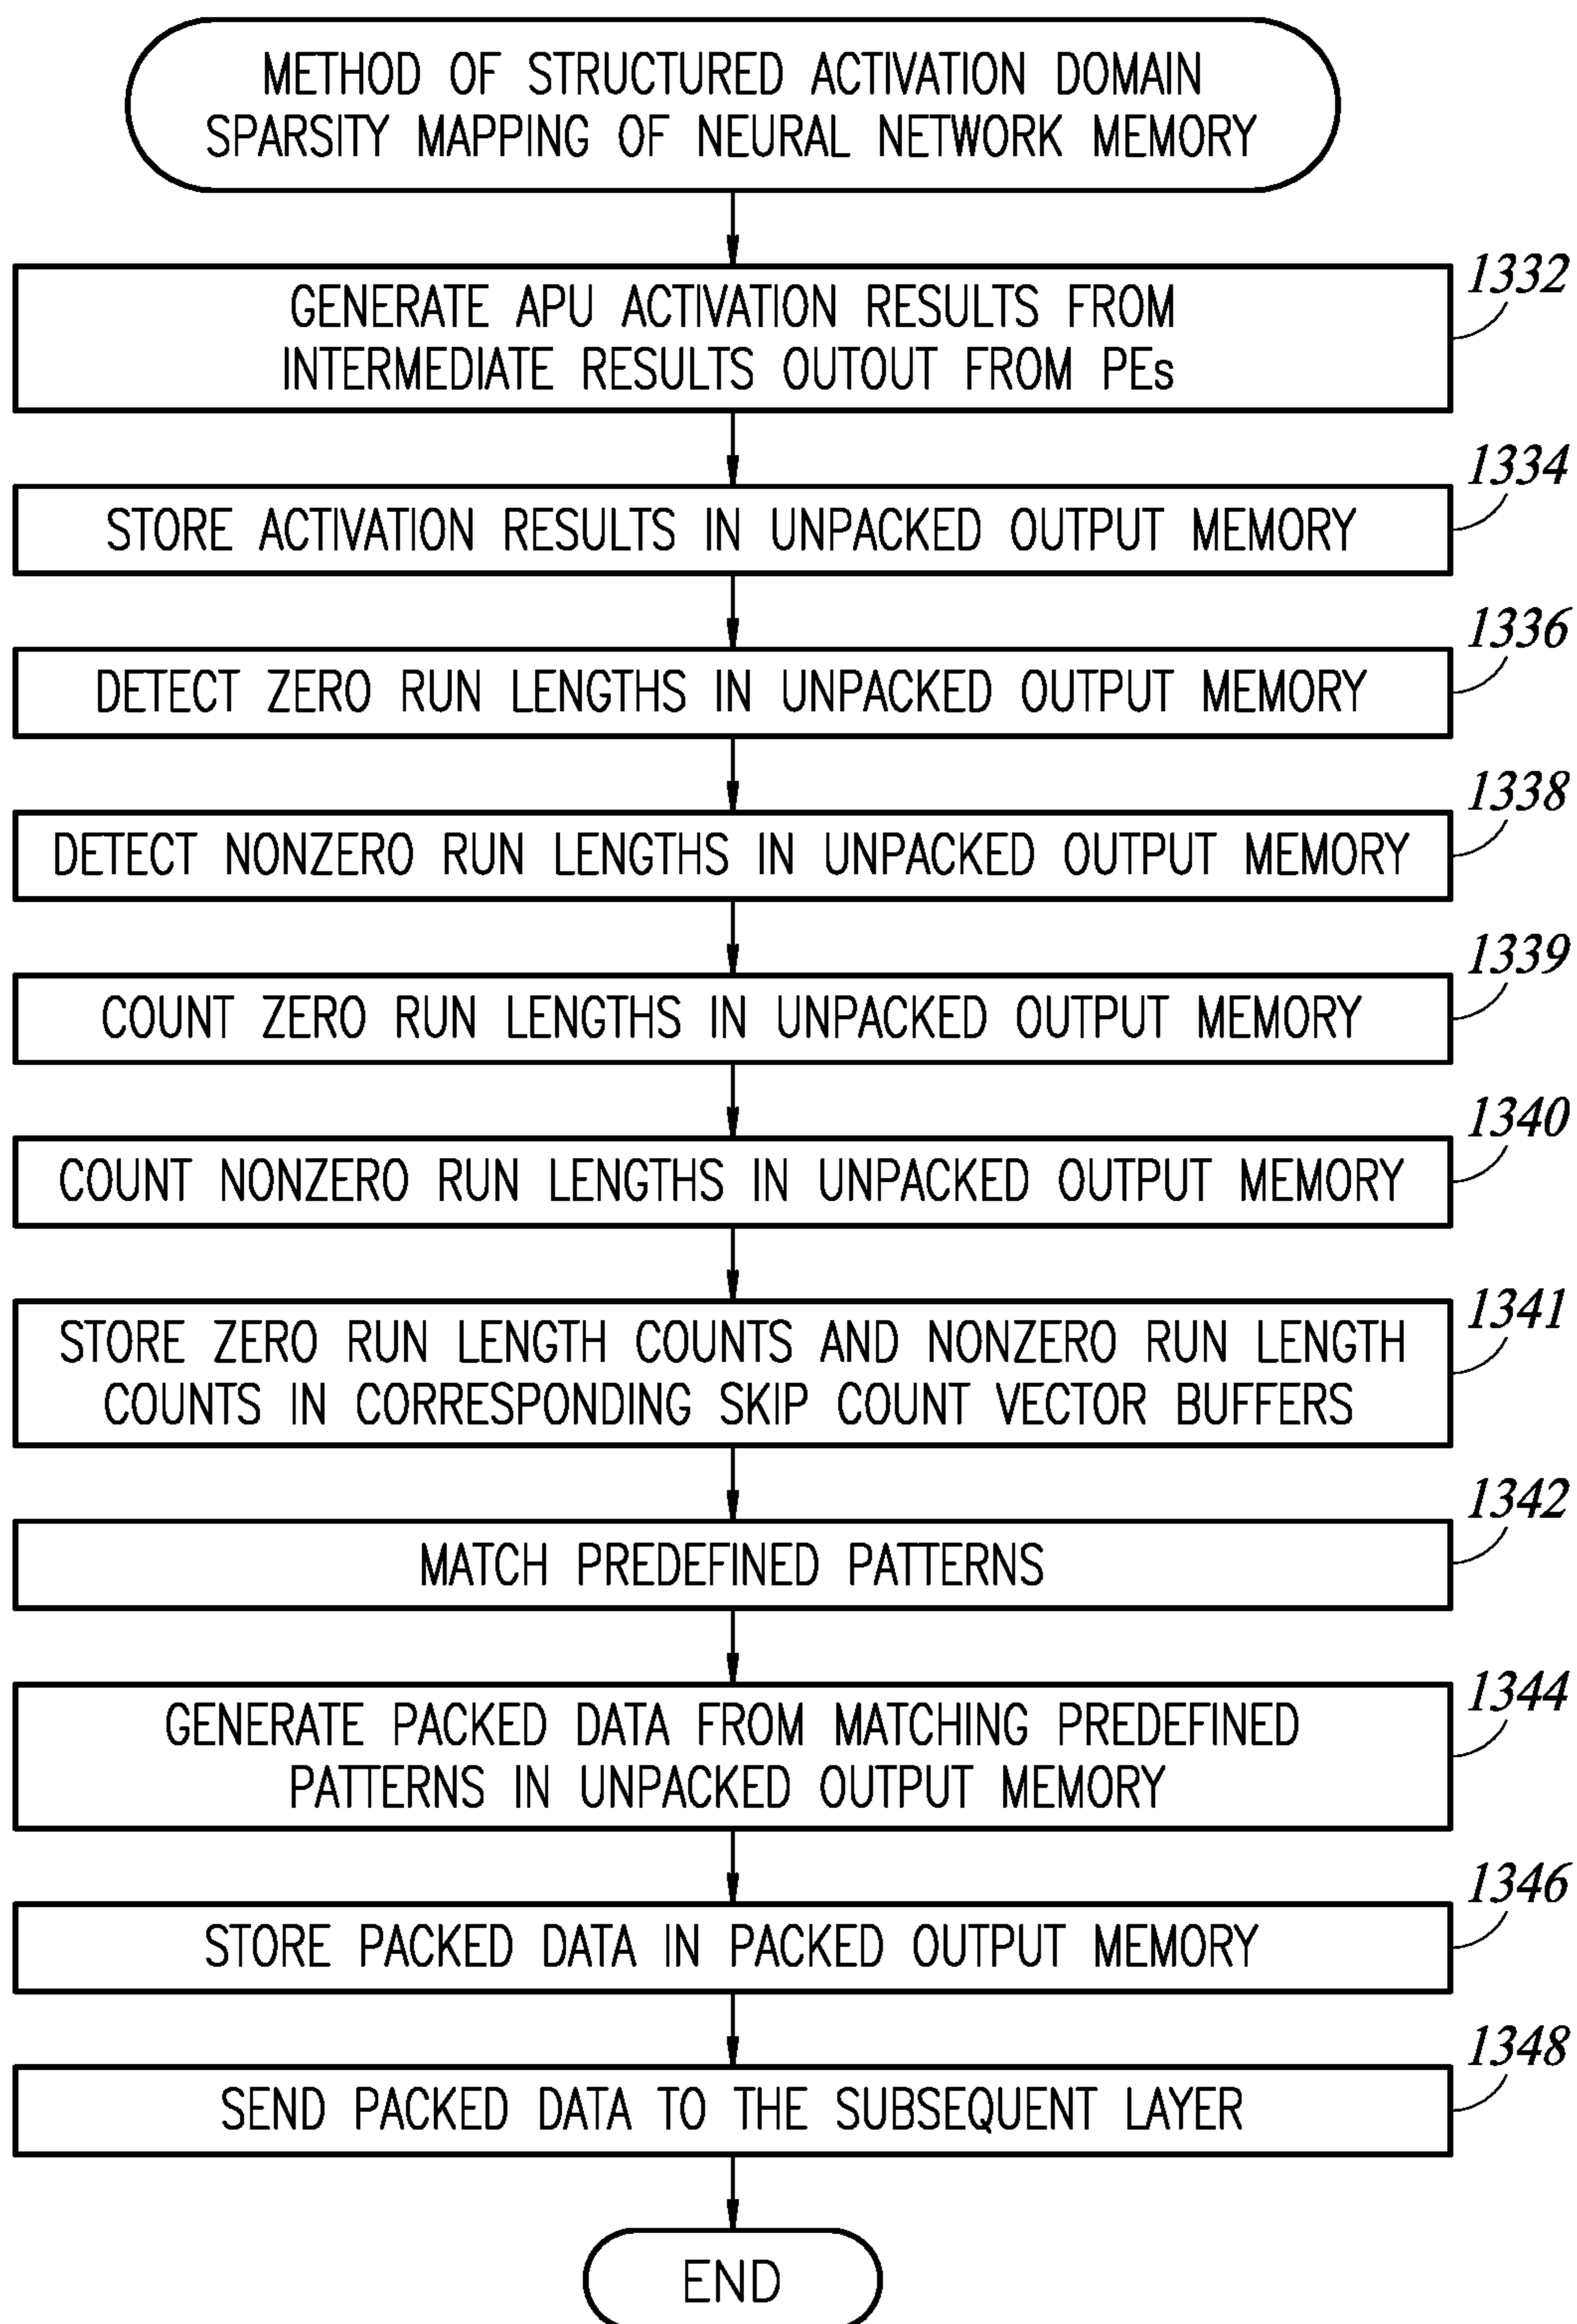 METHOD OF STRUCTURED ACTIVATION DOMAIN
SPARSITY MAPPING OF NEURAL NETWORK MEMORY
1332
GENERATE APU ACTIVATION RESULTS FROM
INTERMEDIATE RESULTS OUTOUT FROM PEs
1334
STORE ACTIVATION RESULTS IN UNPACKED OUTPUT MEMORY
1336
DETECT ZERO RUN LENGTHS IN UNPACKED OUTPUT MEMORY
1338
DETECT NONZERO RUN LENGTHS IN UNPACKED OUTPUT MEMORY
1339
COUNT ZERO RUN LENGTHS IN UNPACKED OUTPUT MEMORY
1340
COUNT NONZERO RUN LENGTHS IN UNPACKED OUTPUT MEMORY
1341
STORE ZERO RUN LENGTH COUNTS AND NONZERO RUN LENGTH
COUNTS IN CORRESPONDING SKIP COUNT VECTOR BUFFERS
1342
MATCH PREDEFINED PATTERNS
1344
GENERATE PACKED DATA FROM MATCHING PREDEFINED
PATTERNS IN UNPACKED OUTPUT MEMORY
1346
STORE PACKED DATA IN PACKED OUTPUT MEMORY
1348
SEND PACKED DATA TO THE SUBSEQUENT LAYER
END